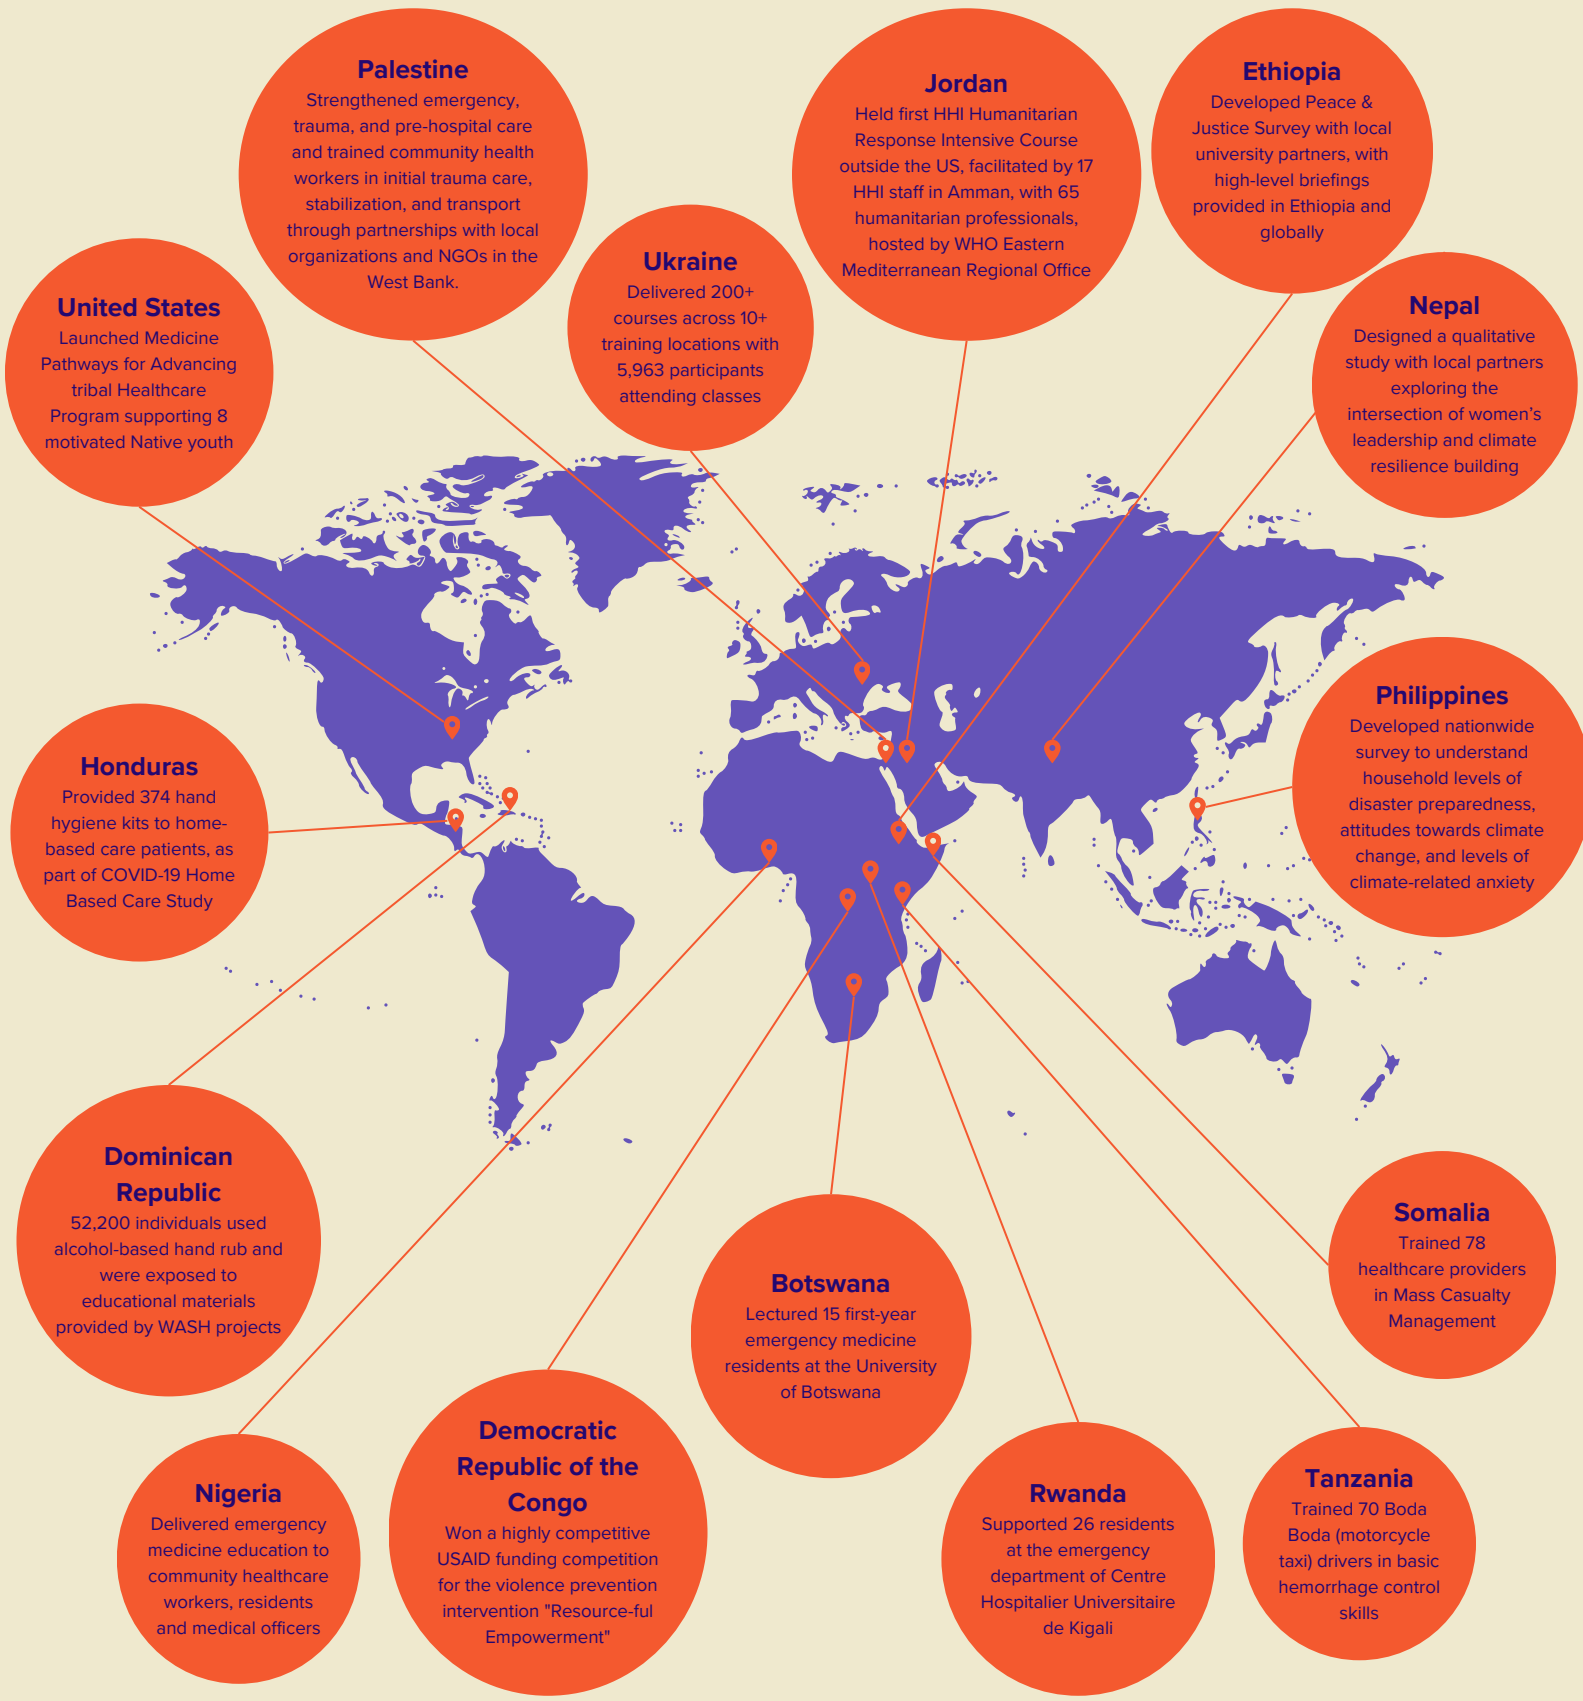 Palestine
Strengthened emergency,
trauma, and pre-hospital care
and trained community health
workers in initial trauma care,
stabilization, and transport
through partnerships with local
organizations and NGOs in the
West Bank.
Jordan
Held first HHI Humanitarian
Response Intensive Course
outside the US, facilitated by 17
HHI staff in Amman, with 65
humanitarian professionals,
hosted by WHO Eastern
Mediterranean Regional Office
Ethiopia
Developed Peace &
Justice Survey with local
university partners, with
high-level briefings
provided in Ethiopia and
globally
United States
Launched Medicine
Pathways for Advancing
tribal Healthcare
Program supporting 8
motivated Native youth
Ukraine
Delivered 200+
courses across 10+
training locations with
5,963 participants
attending classes
Nepal
Designed a qualitative
study with local partners
exploring the
intersection of women's
leadership and climate
resilience building
Honduras
Provided 374 hand
hygiene kits to home-
based care patients, as
part of COVID-19 Home
Based Care Study
Philippines
Developed nationwide
survey to understand
household levels of
disaster preparedness,
attitudes towards climate
change, and levels of
climate-related anxiety
Dominican
Republic
52,200 individuals used
alcohol-based hand rub and
were exposed to
educational materials
provided by WASH projects
Botswana
Lectured 15 first-year
emergency medicine
residents at the University
of Botswana
Somalia
Trained 78
healthcare providers
in Mass Casualty
Management
Nigeria
Delivered emergency
medicine education to
community healthcare
workers, residents
and medical officers
Democratic
Republic of the
Congo
Won a highly competitive
USAID funding competition
for the violence prevention
intervention "Resource-ful
Empowerment"
Rwanda
Supported 26 residents
at the emergency
department of Centre
Hospitalier Universitaire
de Kigali
Tanzania
Trained 70 Boda
Boda (motorcycle
taxi) drivers in basic
hemorrhage control
skills